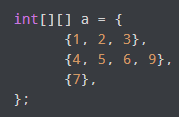 int[][] a = {
        {1, 2, 3},
        {4, 5, 6, 9},
        {7},
};